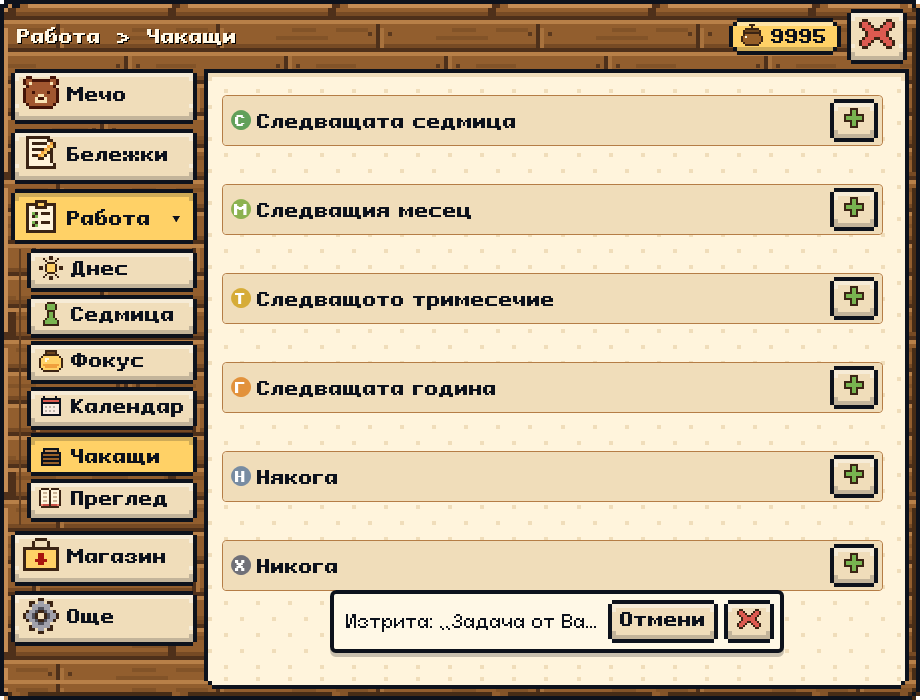 Работа > Чакащи
9995
Мечо
Бележки
Работа
Днес
Седмица
Фокус
Календар
Чакащи
Преглед
Магазин
Още
С Следващата седмица
М Следващия месец
Т Следващото тримесечие
Г Следващата година
Н Някога
X Никога
Изтрита: „Задача от Ва...
Отмени